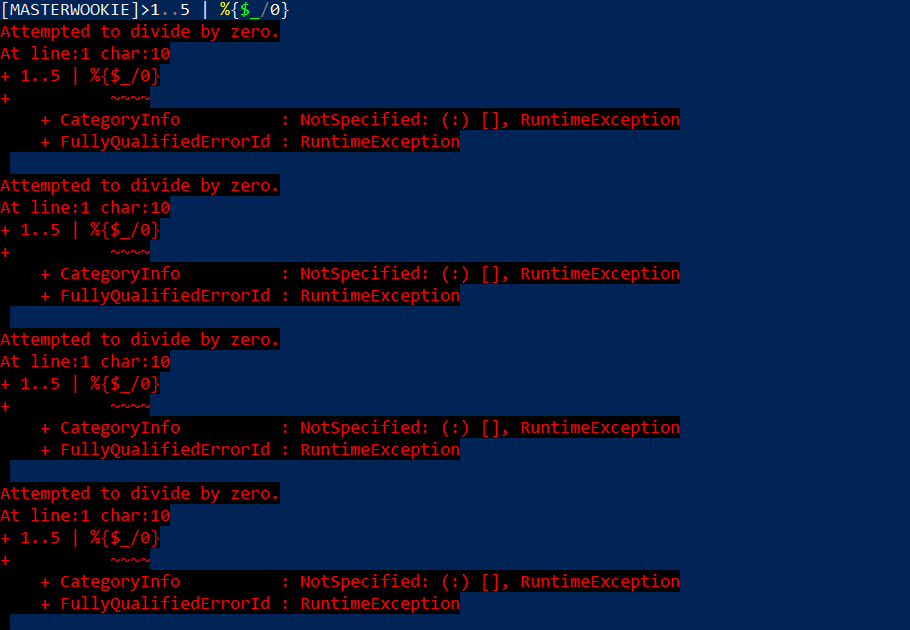 [MASTERWOOKIE]>1..5 | %{$_/0}
Attempted to divide by zero.
At line:1 char:10
+ 1..5 | %{$_/0}
+          ~~~~
    + CategoryInfo          : NotSpecified: (:) [], RuntimeException
    + FullyQualifiedErrorId : RuntimeException

Attempted to divide by zero.
At line:1 char:10
+ 1..5 | %{$_/0}
+          ~~~~
    + CategoryInfo          : NotSpecified: (:) [], RuntimeException
    + FullyQualifiedErrorId : RuntimeException

Attempted to divide by zero.
At line:1 char:10
+ 1..5 | %{$_/0}
+          ~~~~
    + CategoryInfo          : NotSpecified: (:) [], RuntimeException
    + FullyQualifiedErrorId : RuntimeException

Attempted to divide by zero.
At line:1 char:10
+ 1..5 | %{$_/0}
+          ~~~~
    + CategoryInfo          : NotSpecified: (:) [], RuntimeException
    + FullyQualifiedErrorId : RuntimeException